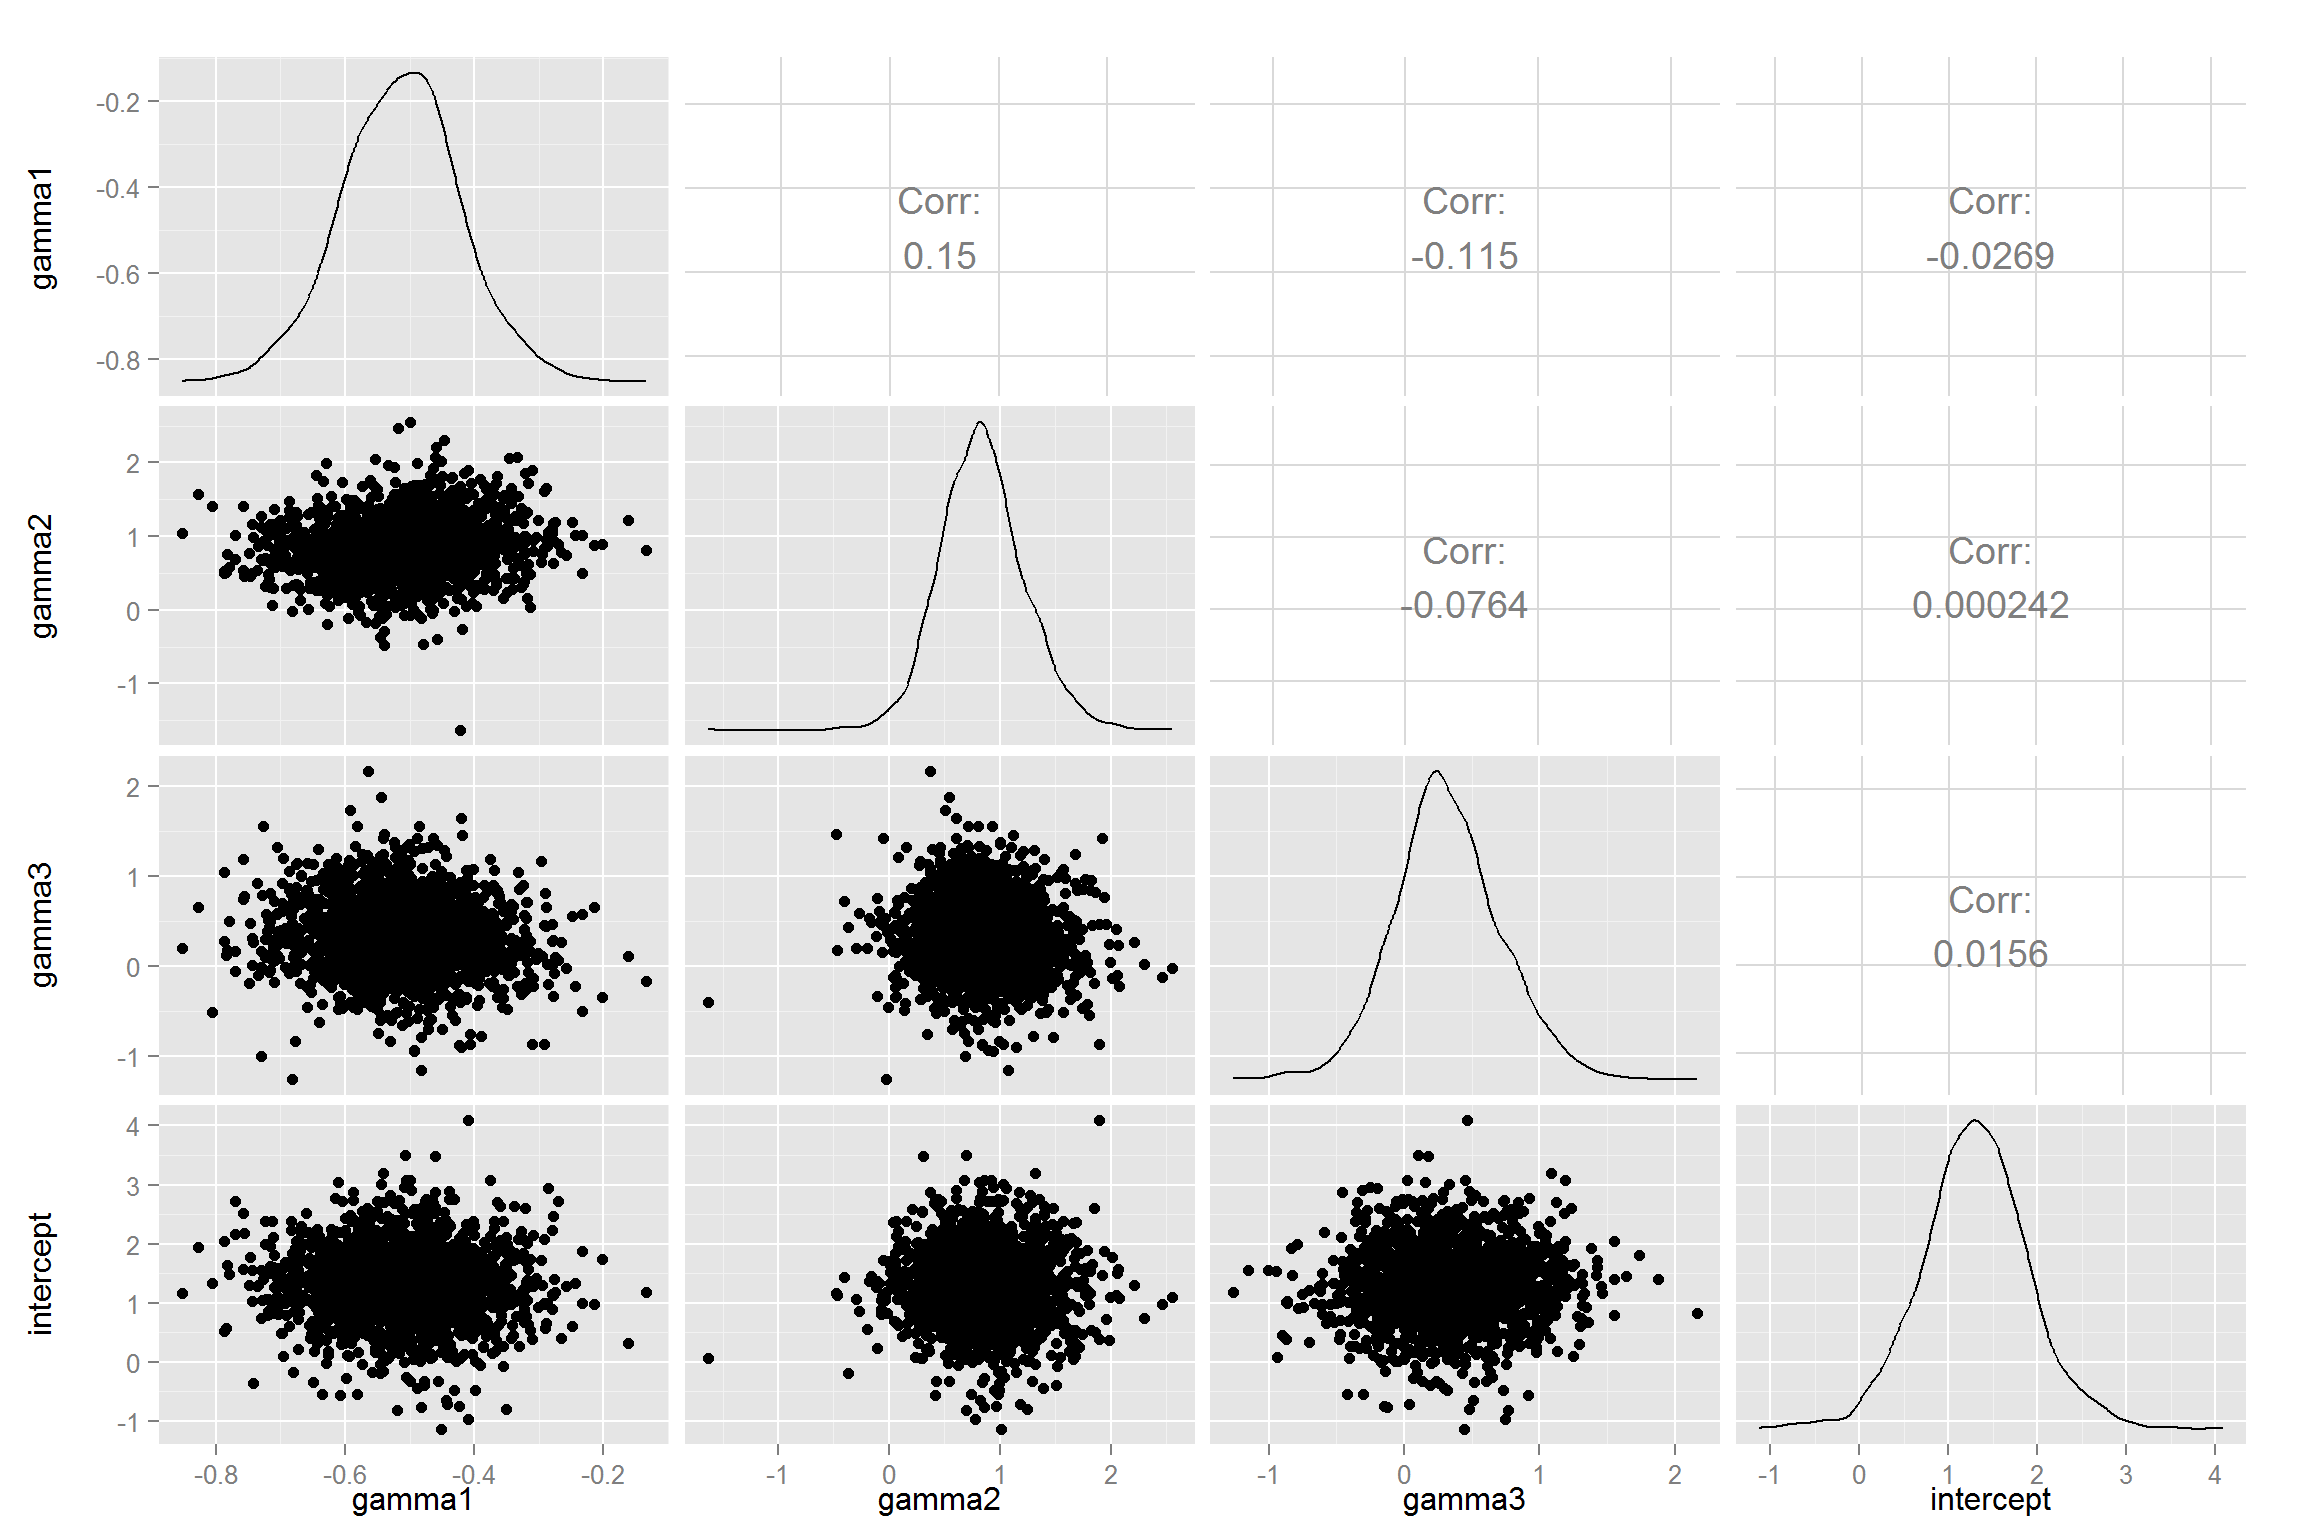 gamma1
-0.2
-0.4
-0.6
-0.8
Corr:
0.15
Corr:
-0.115
Corr:
-0.0269
gamma2
2
1
0
-1
Corr:
-0.0764
Corr:
0.000242
gamma3
2
1
0
-1
Corr:
0.0156
intercept
4
3
2
1
0
-1
-0.8 -0.6 -0.4 -0.2
-1 0 1 2
-1 0 1 2
-1 0 1 2 3 4
gamma1 gamma2 gamma3 intercept